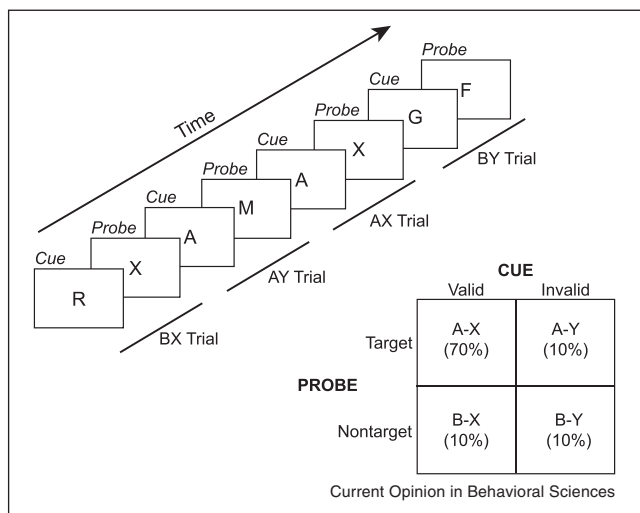 Time
Cue
R
Probe
X
BX Trial
Cue
A
Probe
M
AY Trial
Cue
A
Probe
X
AX Trial
Cue
G
Probe
F
BY Trial
CUE
Valid Invalid
PROBE
Target
A-X A-Y
(70%) (10%)
Nontarget
B-X B-Y
(10%) (10%)
Current Opinion in Behavioral Sciences